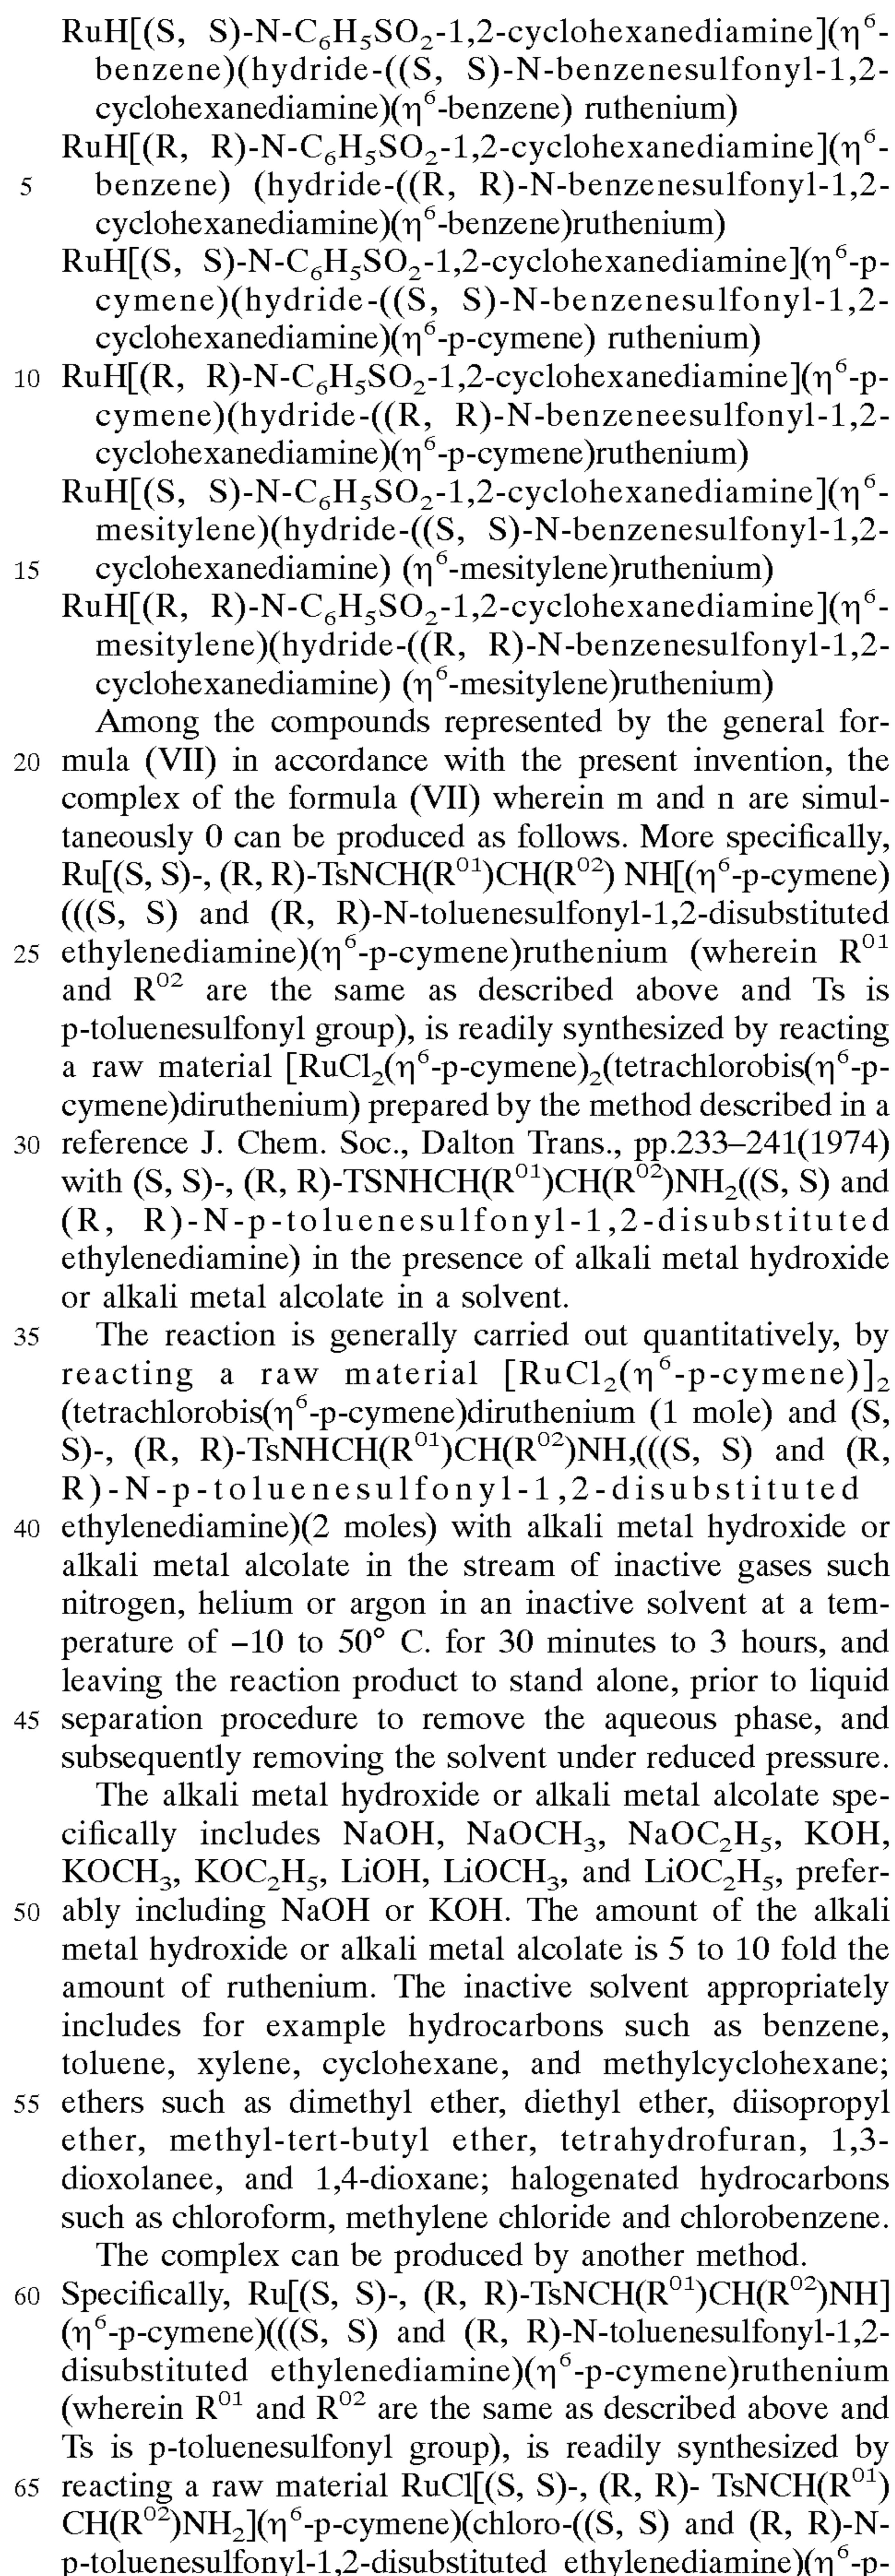 RuH[(S, S)-N-C₆H₅SO₂-1,2-cyclohexanediamine](η⁶-
benzene)(hydride-((S, S)-N-benzenesulfonyl-1,2-
cyclohexanediamine)(η⁶-benzene) ruthenium)
RuH[(R, R)-N-C₆H₅SO₂-1,2-cyclohexanediamine](η⁶-
5 benzene) (hydride-((R, R)-N-benzenesulfonyl-1,2-
cyclohexanediamine)(η⁶-benzene)ruthenium)
RuH[(S, S)-N-C₆H₅SO₂-1,2-cyclohexanediamine](η⁶-p-
cymene)(hydride-((S, S)-N-benzenesulfonyl-1,2-
cyclohexanediamine)(η⁶-p-cymene) ruthenium)
10 RuH[(R, R)-N-C₆H₅SO₂-1,2-cyclohexanediamine](η⁶-p-
cymene)(hydride-((R, R)-N-benzeneesulfonyl-1,2-
cyclohexanediamine)(η⁶-p-cymene)ruthenium)
RuH[(S, S)-N-C₆H₅SO₂-1,2-cyclohexanediamine](η⁶-
mesitylene)(hydride-((S, S)-N-benzenesulfonyl-1,2-
15 cyclohexanediamine) (η⁶-mesitylene)ruthenium)
RuH[(R, R)-N-C₆H₅SO₂-1,2-cyclohexanediamine](η⁶-
mesitylene)(hydride-((R, R)-N-benzenesulfonyl-1,2-
cyclohexanediamine) (η⁶-mesitylene)ruthenium)
Among the compounds represented by the general for-
20 mula (VII) in accordance with the present invention, the
complex of the formula (VII) wherein m and n are simul-
taneously 0 can be produced as follows. More specifically,
Ru[(S, S)-, (R, R)-TsNCH(R⁰¹)CH(R⁰²) NH[(η⁶-p-cymene)
(((S, S) and (R, R)-N-toluenesulfonyl-1,2-disubstituted
25 ethylenediamine)(η⁶-p-cymene)ruthenium (wherein R⁰¹
and R⁰² are the same as described above and Ts is
p-toluenesulfonyl group), is readily synthesized by reacting
a raw material [RuCl₂(η⁶-p-cymene)₂(tetrachlorobis(η⁶-p-
cymene)diruthenium) prepared by the method described in a
30 reference J. Chem. Soc., Dalton Trans., pp.233–241(1974)
with (S, S)-, (R, R)-TSNHCH(R⁰¹)CH(R⁰²)NH₂((S, S) and
(R, R)-N-p-toluenesulfonyl-1,2-disubstituted
ethylenediamine) in the presence of alkali metal hydroxide
or alkali metal alcolate in a solvent.
35 The reaction is generally carried out quantitatively, by
reacting a raw material [RuCl₂(η⁶-p-cymene)]₂
(tetrachlorobis(η⁶-p-cymene)diruthenium (1 mole) and (S,
S)-, (R, R)-TsNHCH(R⁰¹)CH(R⁰²)NH,(((S, S) and (R,
R)-N-p-toluenesulfonyl-1,2-disubstituted
40 ethylenediamine)(2 moles) with alkali metal hydroxide or
alkali metal alcolate in the stream of inactive gases such
nitrogen, helium or argon in an inactive solvent at a tem-
perature of –10 to 50° C. for 30 minutes to 3 hours, and
leaving the reaction product to stand alone, prior to liquid
45 separation procedure to remove the aqueous phase, and
subsequently removing the solvent under reduced pressure.
The alkali metal hydroxide or alkali metal alcolate spe-
cifically includes NaOH, NaOCH₃, NaOC₂H₅, KOH,
KOCH₃, KOC₂H₅, LiOH, LiOCH₃, and LiOC₂H₅, prefer-
50 ably including NaOH or KOH. The amount of the alkali
metal hydroxide or alkali metal alcolate is 5 to 10 fold the
amount of ruthenium. The inactive solvent appropriately
includes for example hydrocarbons such as benzene,
toluene, xylene, cyclohexane, and methylcyclohexane;
55 ethers such as dimethyl ether, diethyl ether, diisopropyl
ether, methyl-tert-butyl ether, tetrahydrofuran, 1,3-
dioxolanee, and 1,4-dioxane; halogenated hydrocarbons
such as chloroform, methylene chloride and chlorobenzene.
The complex can be produced by another method.
60 Specifically, Ru[(S, S)-, (R, R)-TsNCH(R⁰¹)CH(R⁰²)NH]
(η⁶-p-cymene)(((S, S) and (R, R)-N-toluenesulfonyl-1,2-
disubstituted ethylenediamine)(η⁶-p-cymene)ruthenium
(wherein R⁰¹ and R⁰² are the same as described above and
Ts is p-toluenesulfonyl group), is readily synthesized by
65 reacting a raw material RuCl[(S, S)-, (R, R)- TsNCH(R⁰¹)
CH(R⁰²)NH₂](η⁶-p-cymene)(chloro-((S, S) and (R, R)-N-
p-toluenesulfonyl-1,2-disubstituted ethylenediamine)(η⁶-p-